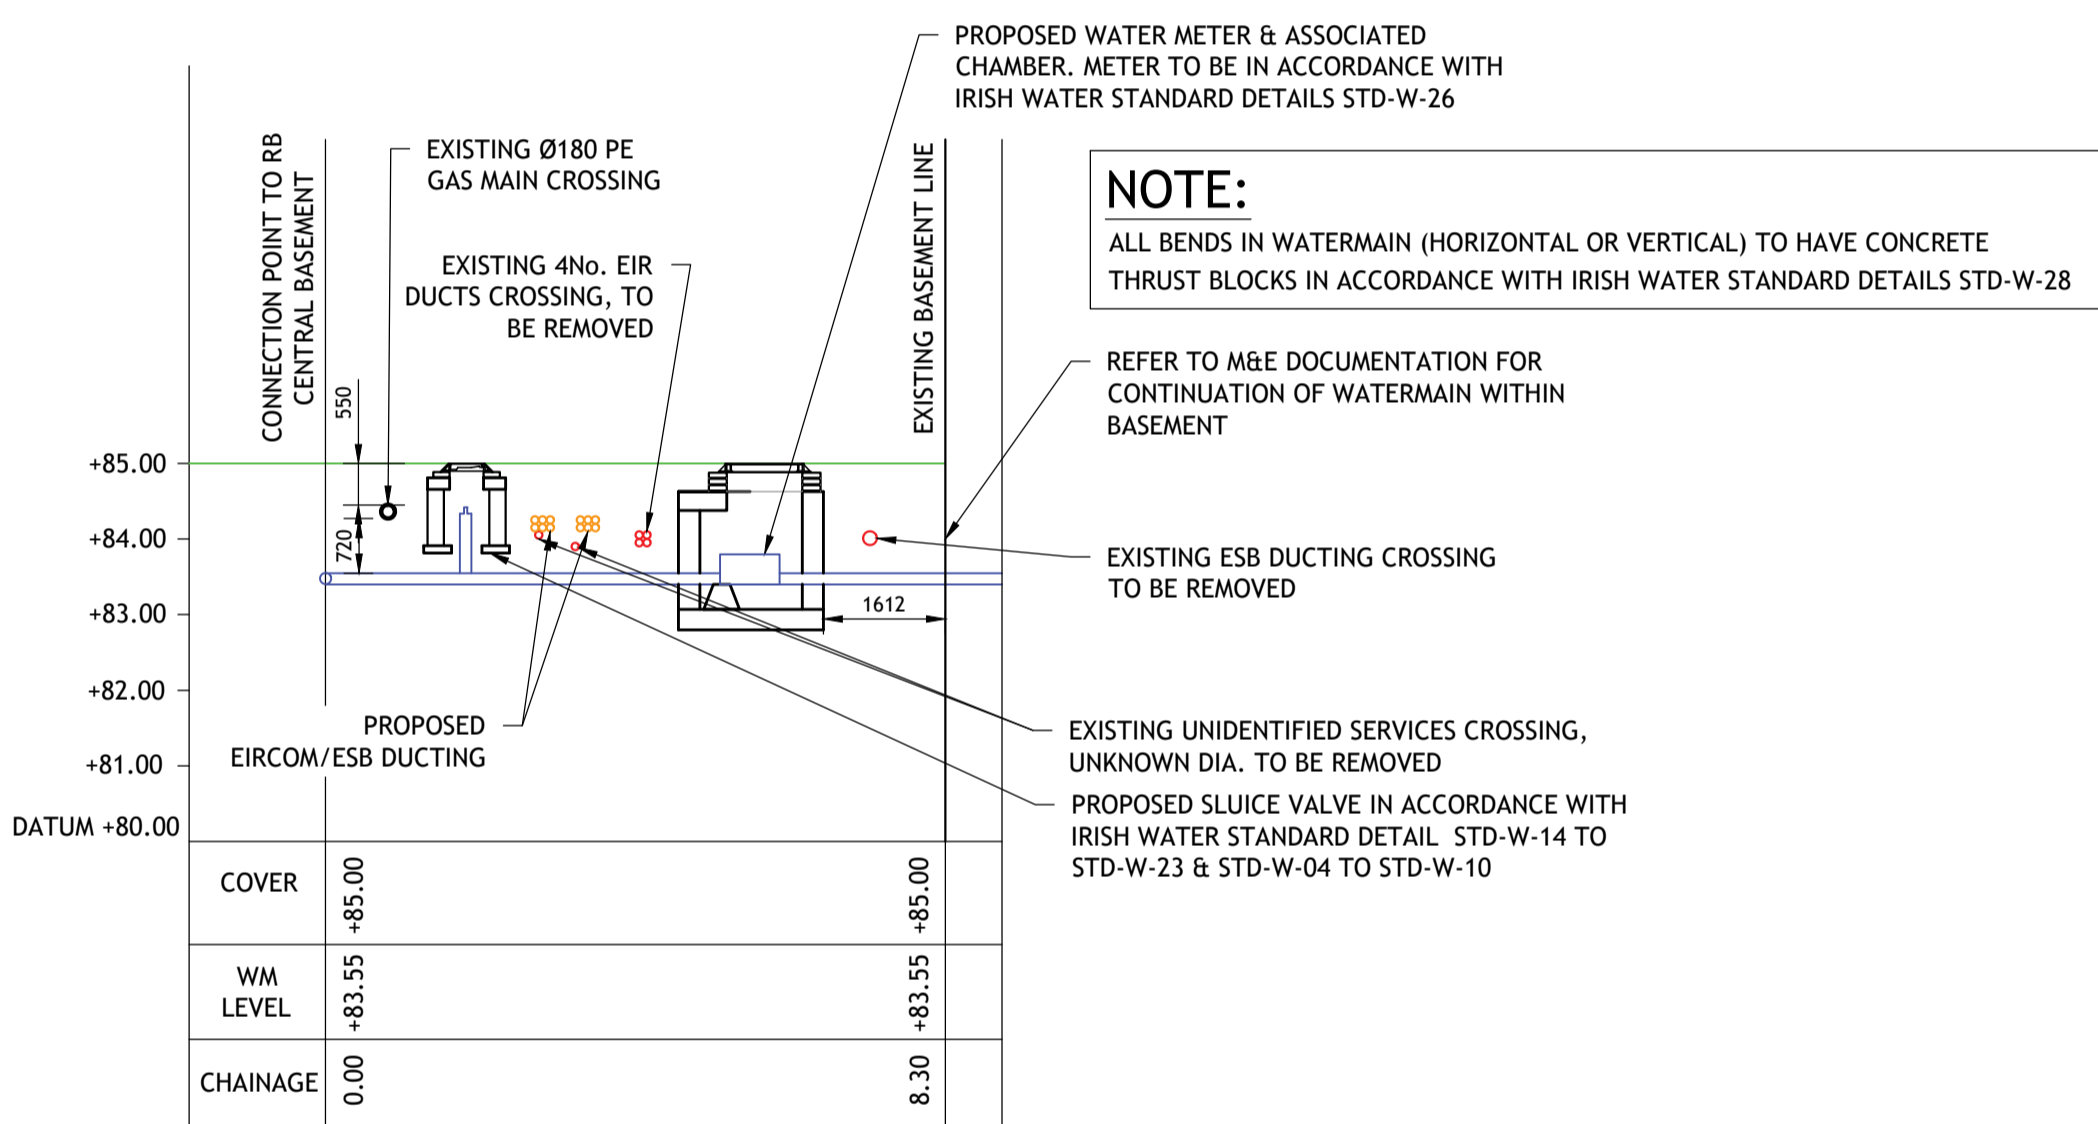 PROPOSED WATER METER & ASSOCIATED
CHAMBER. METER TO BE IN ACCORDANCE WITH
IRISH WATER STANDARD DETAILS STD-W-26
CONNECTION POINT TO RB
CENTRAL BASEMENT
EXISTING Ø180 PE
GAS MAIN CROSSING
EXISTING 4No. EIR
DUCTS CROSSING, TO
BE REMOVED
EXISTING BASEMENT LINE
NOTE:
ALL BENDS IN WATERMAIN (HORIZONTAL OR VERTICAL) TO HAVE CONCRETE
THRUST BLOCKS IN ACCORDANCE WITH IRISH WATER STANDARD DETAILS STD-W-28
REFER TO M&E DOCUMENTATION FOR
CONTINUATION OF WATERMAIN WITHIN
BASEMENT
550
720
+85.00
+84.00
+83.00
+82.00
+81.00
DATUM +80.00
EXISTING ESB DUCTING CROSSING
TO BE REMOVED
1612
PROPOSED
EIRCOM/ESB DUCTING
EXISTING UNIDENTIFIED SERVICES CROSSING,
UNKNOWN DIA. TO BE REMOVED
PROPOSED SLUICE VALVE IN ACCORDANCE WITH
IRISH WATER STANDARD DETAIL STD-W-14 TO
STD-W-23 & STD-W-04 TO STD-W-10
COVER
+85.00
+85.00
WM
LEVEL
+83.55
+83.55
CHAINAGE
0.00
8.30